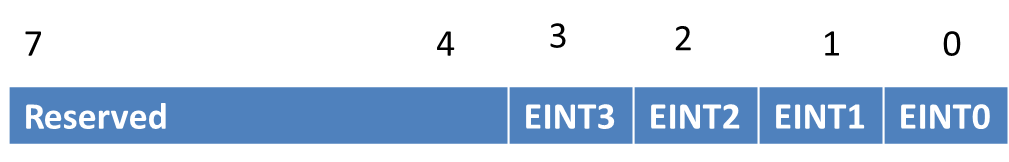 7 4 3 2 1 0
Reserved EINT3 EINT2 EINT1 EINT0